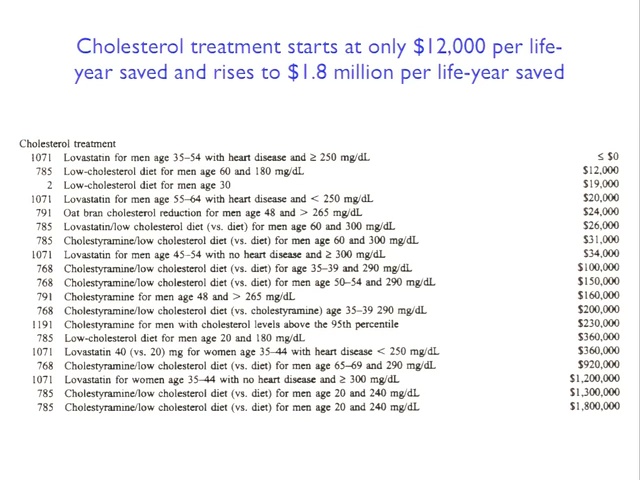 Cholesterol treatment starts at only $12,000 per life-
year saved and rises to $1.8 million per life-year saved
Cholesterol treatment
1071 Lovastatin for men age 35–54 with heart disease and ≥ 250 mg/dL ≤ $0
785 Low-cholesterol diet for men age 60 and 180 mg/dL $12,000
2 Low-cholesterol diet for men age 30 $19,000
1071 Lovastatin for men age 55–64 with heart disease and < 250 mg/dL $20,000
791 Oat bran cholesterol reduction for men age 48 and > 265 mg/dL $24,000
785 Lovastatin/low cholesterol diet (vs. diet) for men age 60 and 300 mg/dL $26,000
785 Cholestyramine/low cholesterol diet (vs. diet) for men age 60 and 300 mg/dL $31,000
1071 Lovastatin for men age 45–54 with no heart disease and ≥ 300 mg/dL $34,000
768 Cholestyramine/low cholesterol diet (vs. diet) for age 35–39 and 290 mg/dL $100,000
768 Cholestyramine/low cholesterol diet (vs. diet) for men age 50–54 and 290 mg/dL $150,000
791 Cholestyramine for men age 48 and > 265 mg/dL $160,000
768 Cholestyramine/low cholesterol diet (vs. cholestyramine) age 35–39 290 mg/dL $200,000
1191 Cholestyramine for men with cholesterol levels above the 95th percentile $230,000
785 Low-cholesterol diet for men age 20 and 180 mg/dL $360,000
1071 Lovastatin 40 (vs. 20) mg for women age 35–44 with heart disease < 250 mg/dL $360,000
768 Cholestyramine/low cholesterol diet (vs. diet) for men age 65–69 and 290 mg/dL $920,000
1071 Lovastatin for women age 35–44 with no heart disease and ≥ 300 mg/dL $1,200,000
785 Cholestyramine/low cholesterol diet (vs. diet) for men age 20 and 240 mg/dL $1,300,000
785 Cholestyramine/low cholesterol diet (vs. diet) for men age 20 and 240 mg/dL $1,800,000